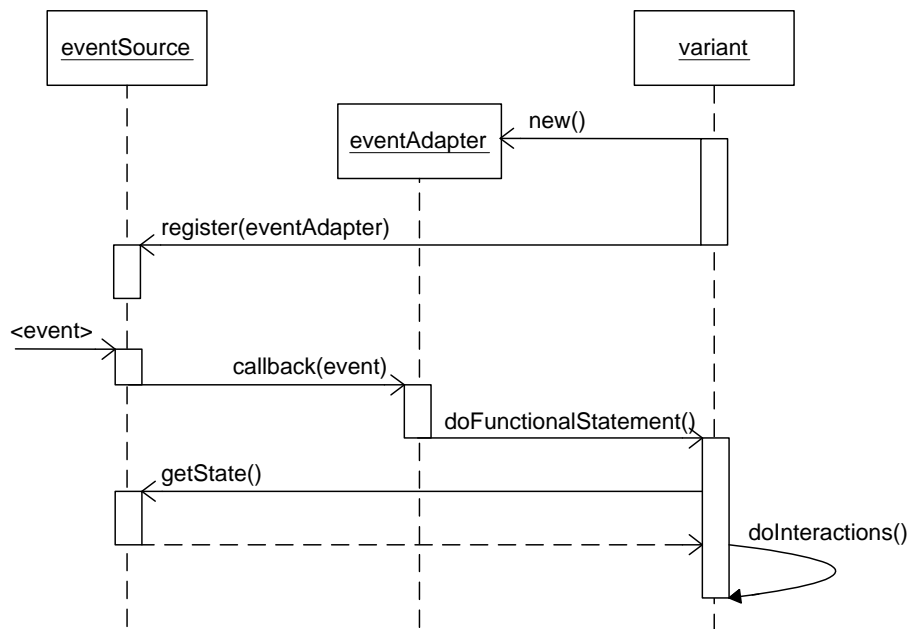 eventSource
variant
eventAdapter
new()
register(eventAdapter)
<event>
callback(event)
doFunctionalStatement()
getState()
doInteractions()